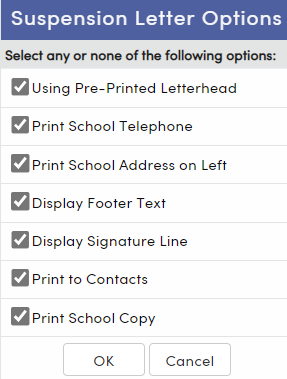 Suspension Letter Options
Select any or none of the following options:
Using Pre-Printed Letterhead
Print School Telephone
Print School Address on Left
Display Footer Text
Display Signature Line
Print to Contacts
Print School Copy
OK Cancel